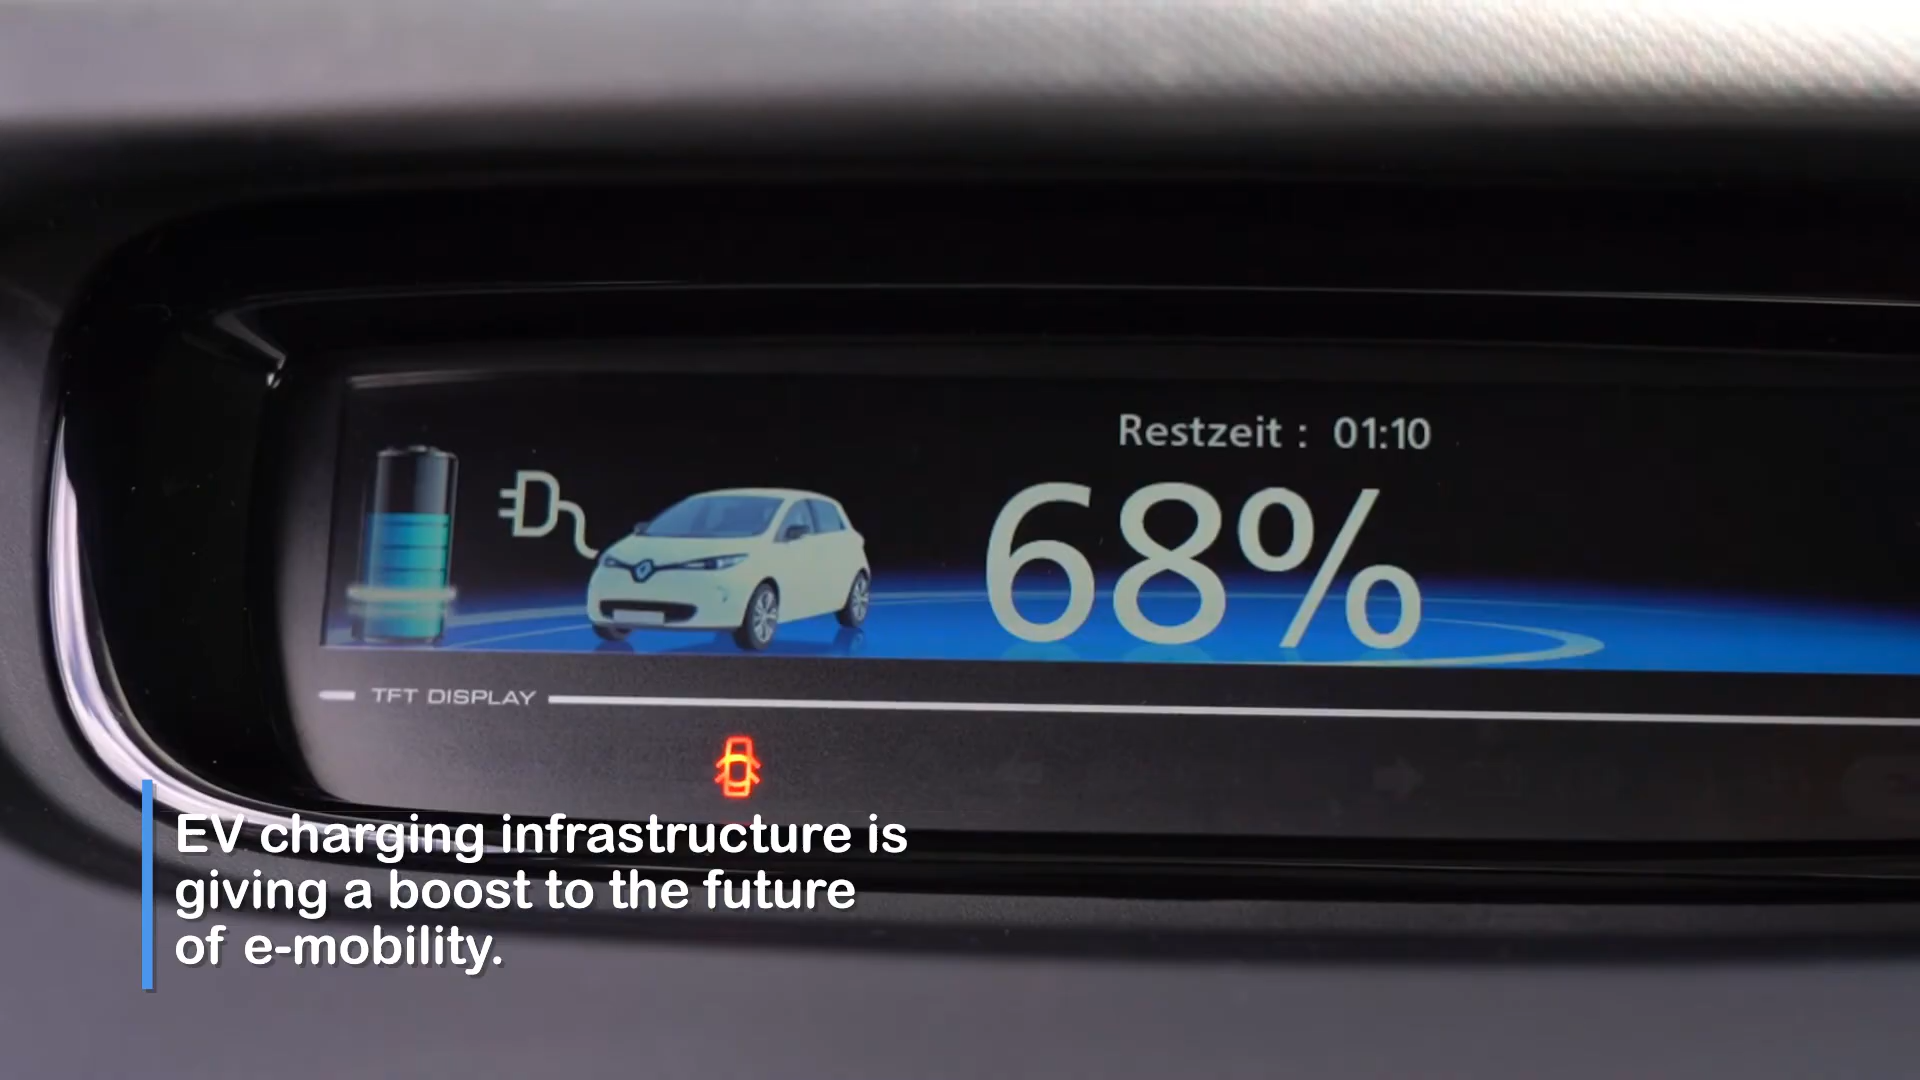 Restzeit : 01:10
68%
TFT DISPLAY
EV charging infrastructure is
giving a boost to the future
of e-mobility.